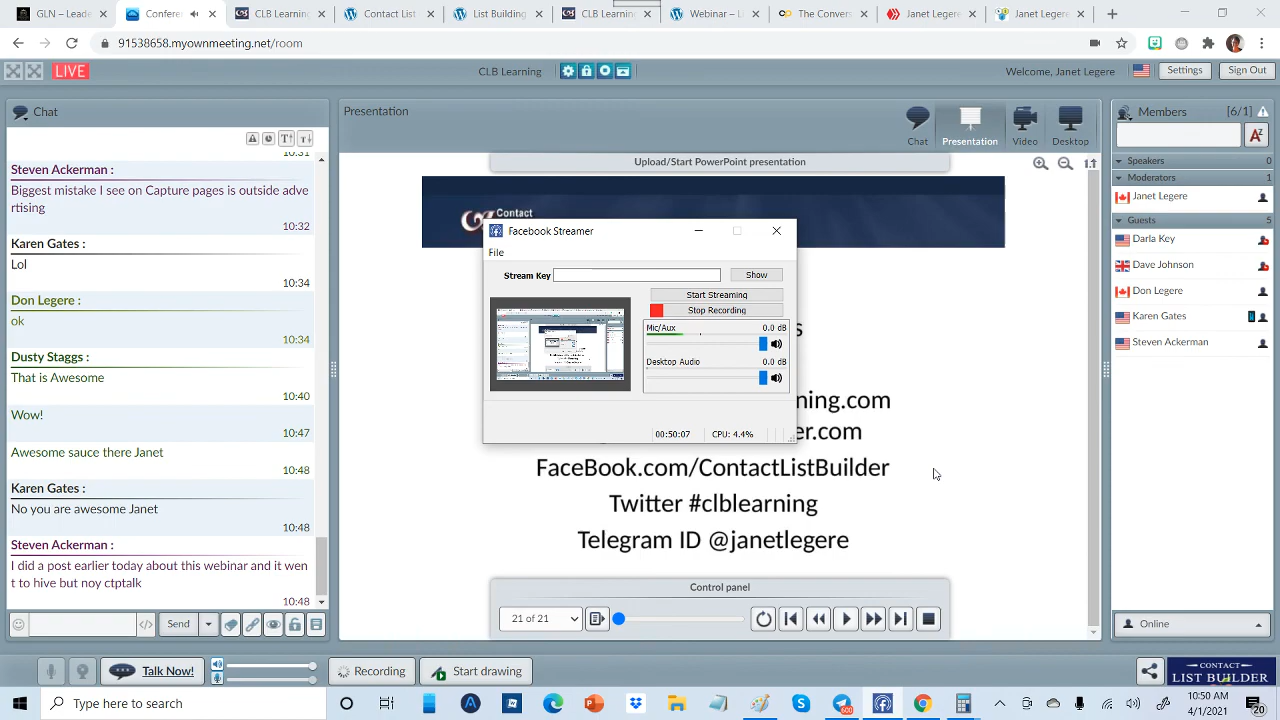 GLN – Leade
Confere
CLB Learning
Contact List
List Building
CLB Learning
Webinar – Li
The Convers
Janet Legere
Janet Legere
91538658.myownmeeting.net/room
LIVE
CLB Learning
Welcome, Janet Legere
Settings
Sign Out
Chat
10:31
Steven Ackerman :
Biggest mistake I see on Capture pages is outside adve
rtising
10:32
Karen Gates :
Lol
10:34
Don Legere :
ok
10:34
Dusty Staggs :
That is Awesome
10:40
Wow!
10:47
Awesome sauce there Janet
10:48
Karen Gates :
No you are awesome Janet
10:48
Steven Ackerman :
I did a post earlier today about this webinar and it wen
t to hive but noy ctptalk
10:48
Send
Presentation
Chat
Presentation
Video
Desktop
Upload/Start PowerPoint presentation
Contact
s
ning.com
er.com
FaceBook.com/ContactListBuilder
Twitter #clblearning
Telegram ID @janetlegere
Facebook Streamer
File
Stream Key
Show
Start Streaming
Stop Recording
Mic/Aux 0.0 dB
Desktop Audio 0.0 dB
00:50:07 CPU: 4.4%
Control panel
21 of 21
Members [6/1]
Speakers 0
Moderators 1
Janet Legere
Guests 5
Darla Key
Dave Johnson
Don Legere
Karen Gates
Steven Ackerman
Online
Talk Now!
Recording
Start drawing
CONTACT
LIST BUILDER
Type here to search
600
10:50 AM
4/1/2021
20